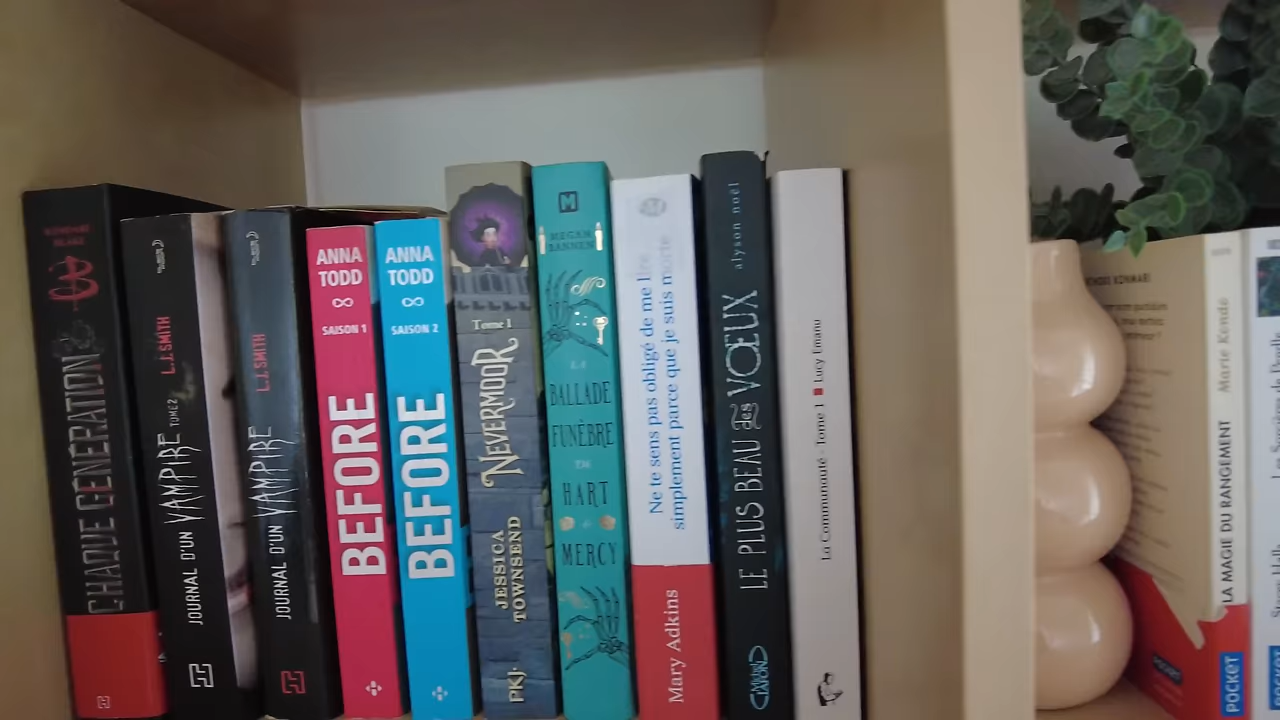 CHAQUE GÉNÉRATION
JOURNAL D'UN VAMPIRE TOME 2
L.J. SMITH
JOURNAL D'UN VAMPIRE
L.J. SMITH
ANNA
TODD
SAISON 1
BEFORE
ANNA
TODD
SAISON 2
BEFORE
Tome 1
NEVERMOOR
JESSICA
TOWNSEND
PKJ.
M
MEGAN
BANNEN
LA
BALLADE
FUNÈBRE
DE
HART
&
MERCY
Ne te sens pas obligé de me lire
simplement parce que je suis morte
Mary Adkins
alyson noël
LE PLUS BEAU des VŒUX
Michel
LAFON
La Communauté - Tome 1 Lucy Emanu
LA MAGIE DU RANGEMENT Marie Kondo
POCKET